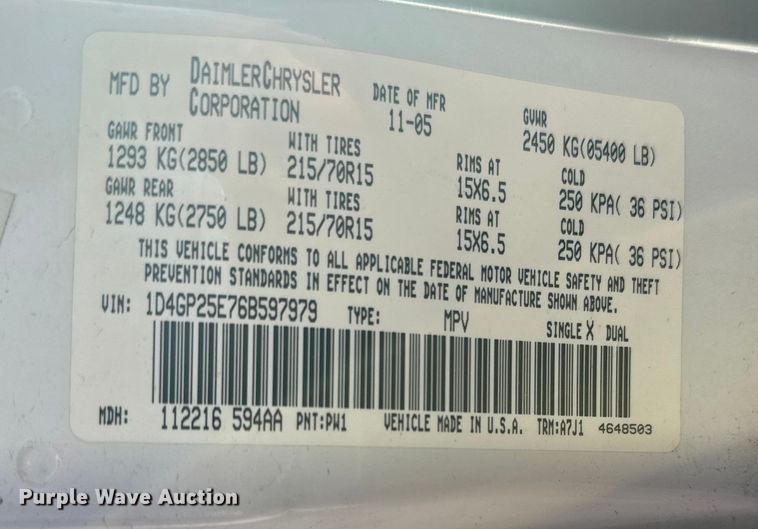 MFD BY DAIMLERCHRYSLER CORPORATION DATE OF MFR 11-05 GVWR 2450 KG(05400 LB)
GAWR FRONT WITH TIRES RIMS AT COLD
1293 KG(2850 LB) 215/70R15 15X6.5 250 KPA( 36 PSI)
GAWR REAR WITH TIRES RIMS AT COLD
1248 KG(2750 LB) 215/70R15 15X6.5 250 KPA( 36 PSI)
THIS VEHICLE CONFORMS TO ALL APPLICABLE FEDERAL MOTOR VEHICLE SAFETY AND THEFT
PREVENTION STANDARDS IN EFFECT ON THE DATE OF MANUFACTURE SHOWN ABOVE.
VIN: 1D4GP25E76B597979 TYPE: MPV SINGLE X DUAL
MDH: 112216 594AA PNT:PW1 VEHICLE MADE IN U.S.A. TRM:A7J1 4648503
Purple Wave Auction